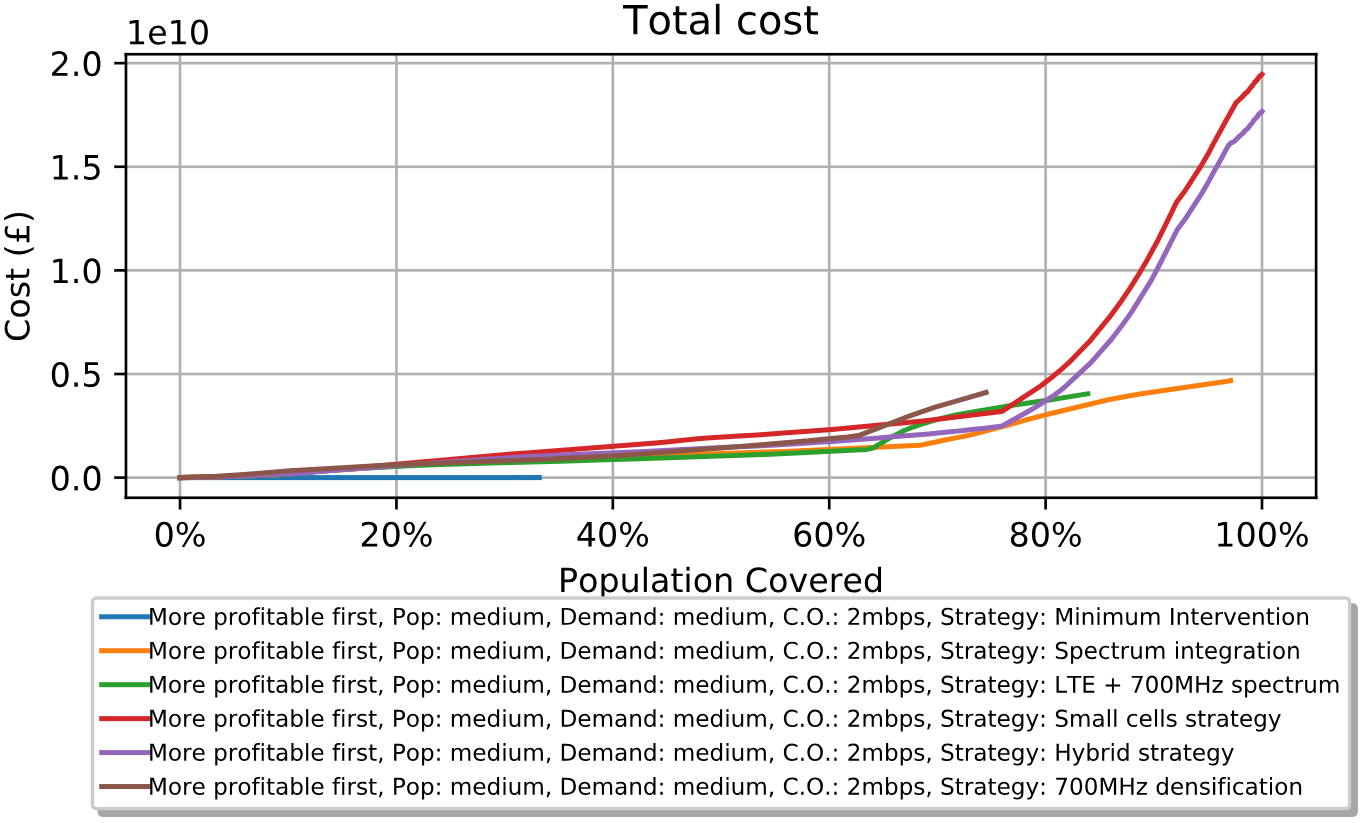 Total cost
1e10
2.0
1.5
1.0
0.5
0.0
Cost (£)
0% 20% 40% 60% 80% 100%
Population Covered
More profitable first, Pop: medium, Demand: medium, C.O.: 2mbps, Strategy: Minimum Intervention
More profitable first, Pop: medium, Demand: medium, C.O.: 2mbps, Strategy: Spectrum integration
More profitable first, Pop: medium, Demand: medium, C.O.: 2mbps, Strategy: LTE + 700MHz spectrum
More profitable first, Pop: medium, Demand: medium, C.O.: 2mbps, Strategy: Small cells strategy
More profitable first, Pop: medium, Demand: medium, C.O.: 2mbps, Strategy: Hybrid strategy
More profitable first, Pop: medium, Demand: medium, C.O.: 2mbps, Strategy: 700MHz densification